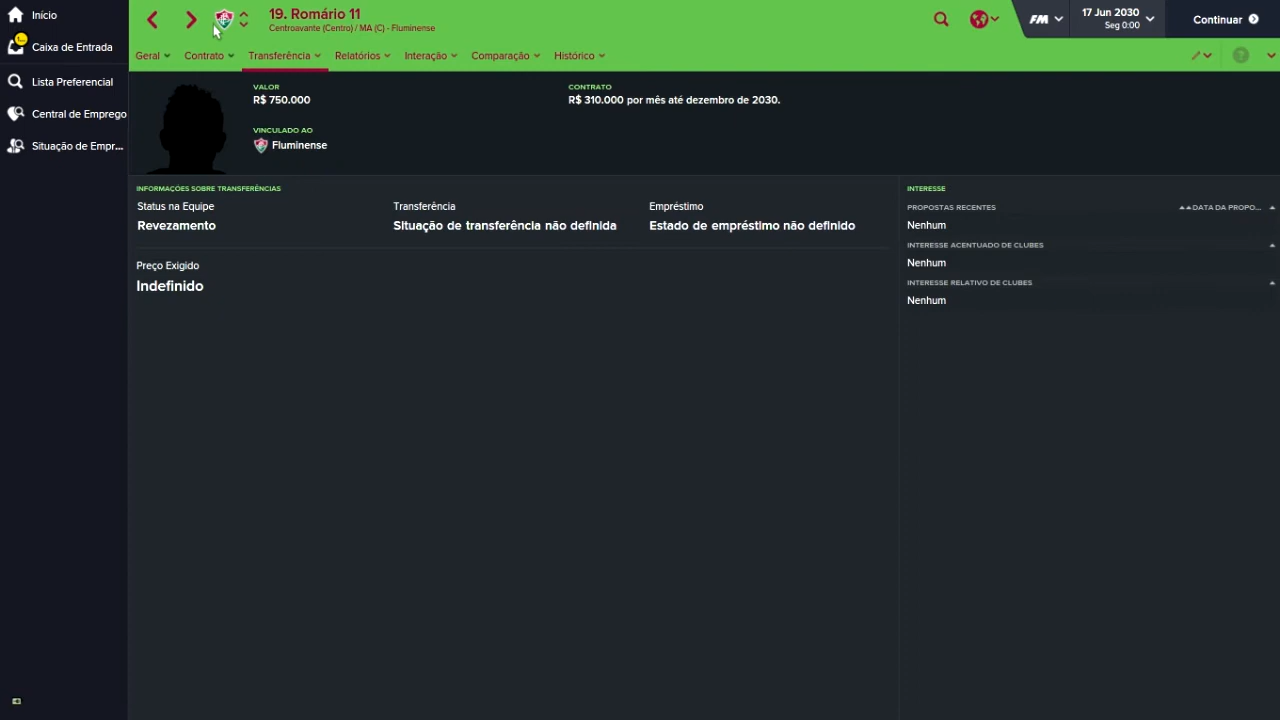 Início
Caixa de Entrada
Lista Preferencial
Central de Emprego
Situação de Empr...
19. Romário 11
Centroavante (Centro) / MA (C) - Fluminense
FM
17 Jun 2030
Seg 0:00
Continuar
Geral
Contrato
Transferência
Relatórios
Interação
Comparação
Histórico
VALOR
R$ 750.000
CONTRATO
R$ 310.000 por mês até dezembro de 2030.
VINCULADO AO
Fluminense
INFORMAÇÕES SOBRE TRANSFERÊNCIAS
Status na Equipe
Transferência
Empréstimo
Revezamento
Situação de transferência não definida
Estado de empréstimo não definido
Preço Exigido
Indefinido
INTERESSE
PROPOSTAS RECENTES
DATA DA PROPO...
Nenhum
INTERESSE ACENTUADO DE CLUBES
Nenhum
INTERESSE RELATIVO DE CLUBES
Nenhum